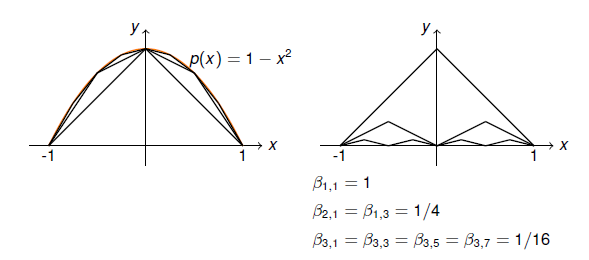 y
p(x) = 1 − x²
-1
1
x
y
-1
1
x
β₁,₁ = 1
β₂,₁ = β₁,₃ = 1/4
β₃,₁ = β₃,₃ = β₃,₅ = β₃,₇ = 1/16